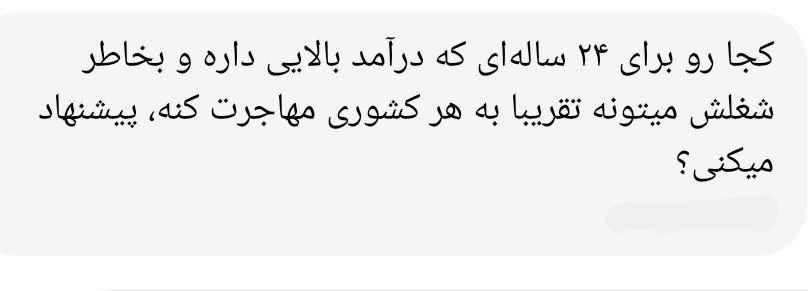 کجا رو برای ۲۴ ساله‌ای که درآمد بالایی داره و بخاطر
شغلش میتونه تقریبا به هر کشوری مهاجرت کنه، پیشنهاد
میکنی؟